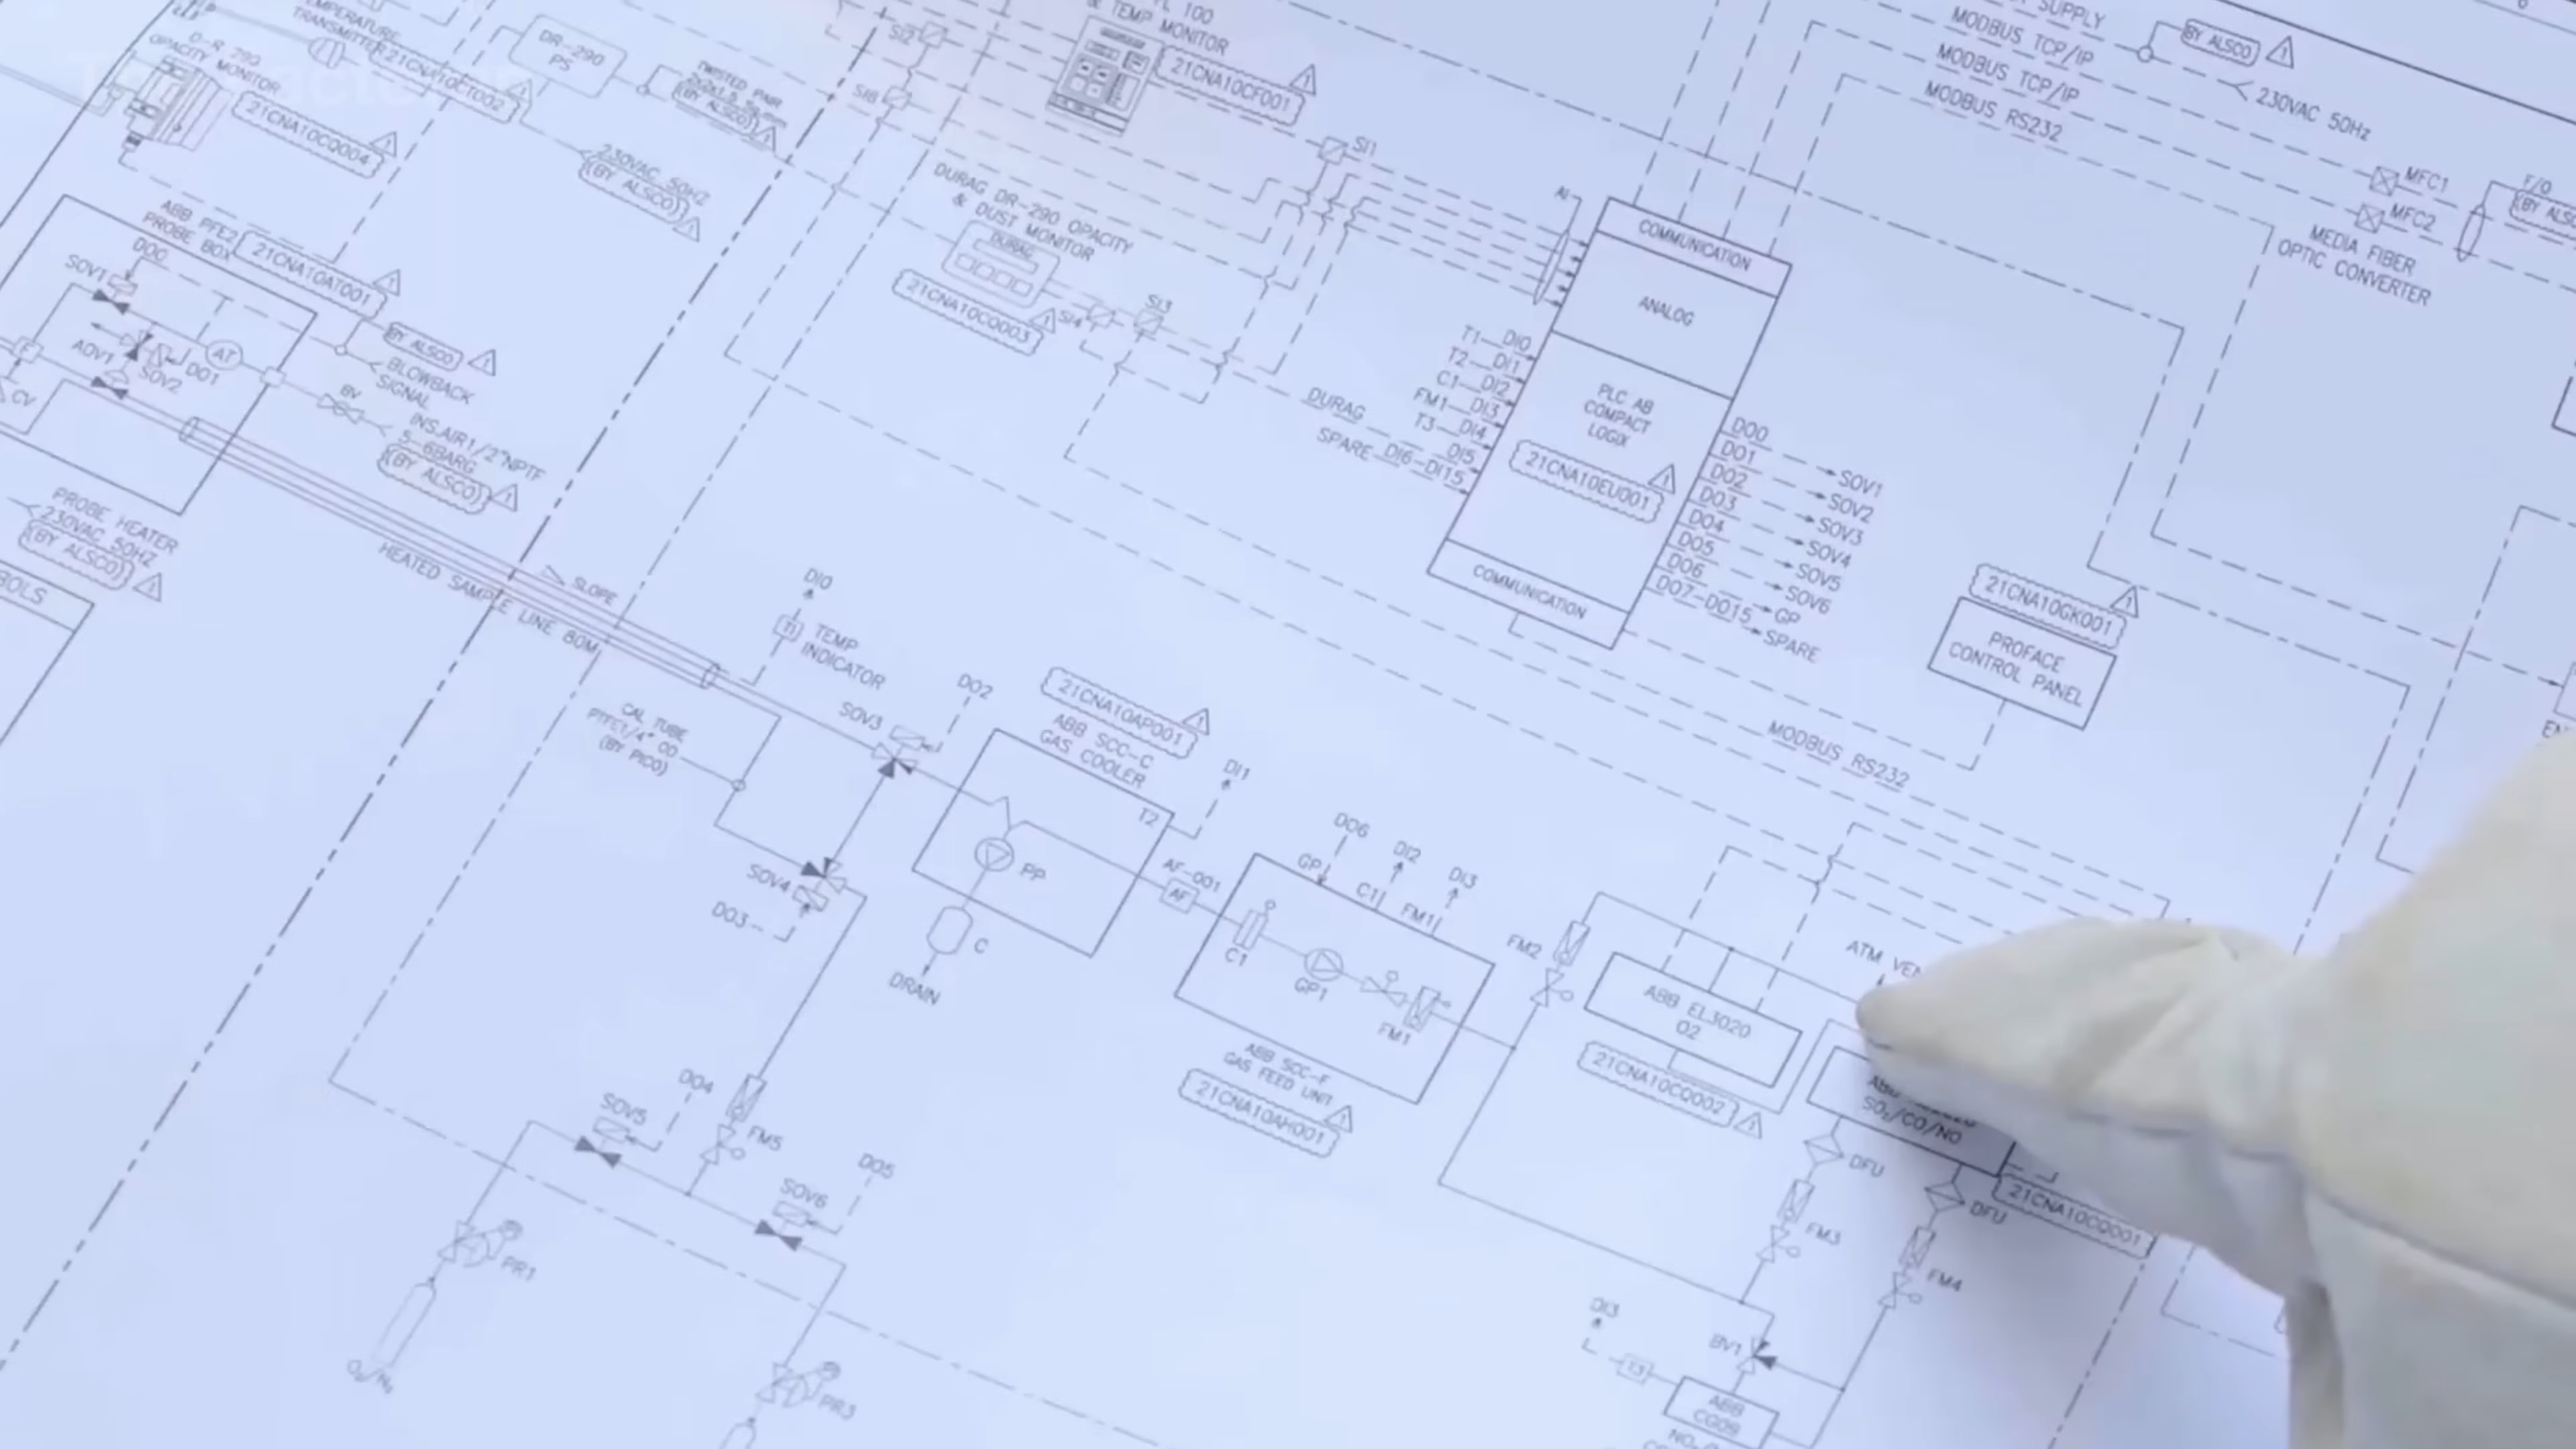 TEMPERATURE
TRANSMITTER
21CNA10CT002
D-R 290
OPACITY MONITOR
21CNA10CQ004
DR-290
PS
TWISTED PAIR
(BY ALSCO)
230VAC 50HZ
(BY ALSCO)
SI2
SI8
100
& TEMP MONITOR
21CNA10CF001
SI1
DURAG DR-290 OPACITY
& DUST MONITOR
DURAG
21CNA10CQ003
SI4
SI3
AI
SUPPLY
MODBUS TCP/IP
MODBUS TCP/IP
MODBUS RS232
BY ALSCO
230VAC 50Hz
MFC1
MFC2
F/O
MEDIA FIBER
OPTIC CONVERTER
ABB PFE2
PROBE BOX
21CNA10AT001
DO0
SOV1
AOV1
SOV2
DO1
AT
CV
BY ALSCO
BLOWBACK
SIGNAL
BV
INS.AIR1/2"NPTF
5-6BARG
(BY ALSCO)
PROBE HEATER
230VAC 50HZ
(BY ALSCO)
BOLS
HEATED SAMPLE LINE 80M
SLOPE
COMMUNICATION
ANALOG
PLC AB
COMPACT
LOGIX
21CNA10EU001
COMMUNICATION
T1 DI0
T2 DI1
C1 DI2
FM1 DI3
T3 DI4
DURAG DI5
SPARE DI6-DI15
DO0 SOV1
DO1 SOV2
DO2 SOV3
DO3 SOV4
DO4 SOV5
DO5 SOV6
DO6 GP
DO7-DO15 SPARE
21CNA10GK001
PROFACE
CONTROL PANEL
MODBUS RS232
DI0
TEMP
INDICATOR
CAL TUBE
PTFE1/4" OD
(BY PICO)
SOV3
DO2
21CNA10AP001
ABB SCC-C
GAS COOLER
T2
DI1
PP
C
DRAIN
SOV4
DO3
AF-001
AF
DO6
DI2
DI3
GP
C1
FM1
C1
GP1
FM1
ABB SCC-F
GAS FEED UNIT
21CNA10AH001
FM2
ABB EL3020
O2
21CNA10CQ002
ATM
SO2/CO/NO
21CNA10CQ001
DFU
DFU
FM3
FM4
DI3
T3
BV1
ABB
DO4
SOV5
FM5
DO5
SOV6
PR1
PR3